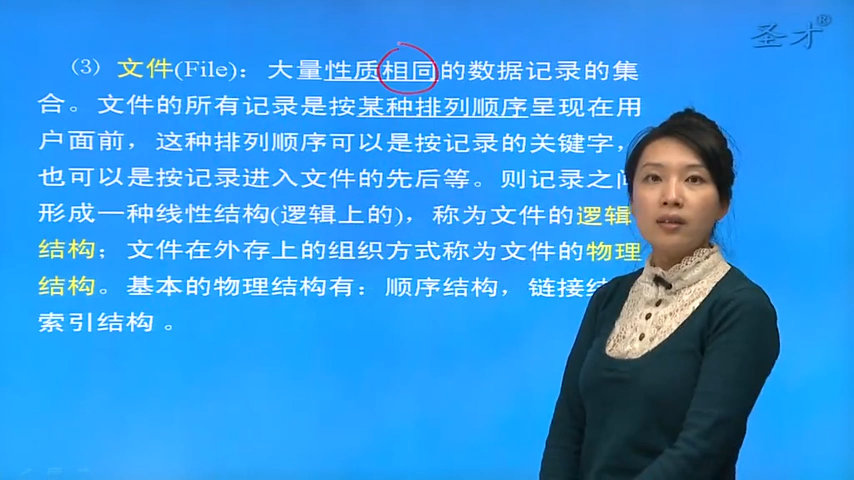 圣才®
⑶ 文件(File)：大量性质相同的数据记录的集
合。文件的所有记录是按某种排列顺序呈现在用
户面前，这种排列顺序可以是按记录的关键字，
也可以是按记录进入文件的先后等。则记录之间
形成一种线性结构(逻辑上的)，称为文件的逻辑
结构；文件在外存上的组织方式称为文件的物理
结构。基本的物理结构有：顺序结构，链接结
索引结构 。